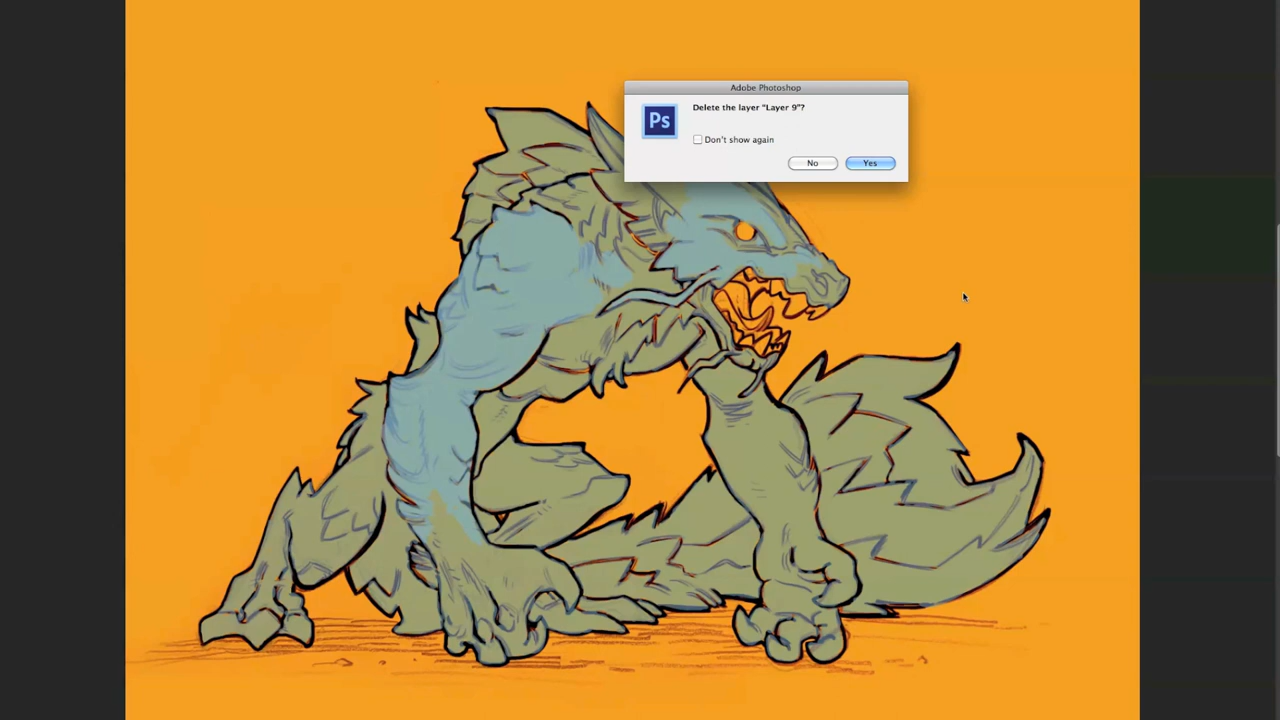 Adobe Photoshop
Ps
Delete the layer “Layer 9”?
Don't show again
No
Yes